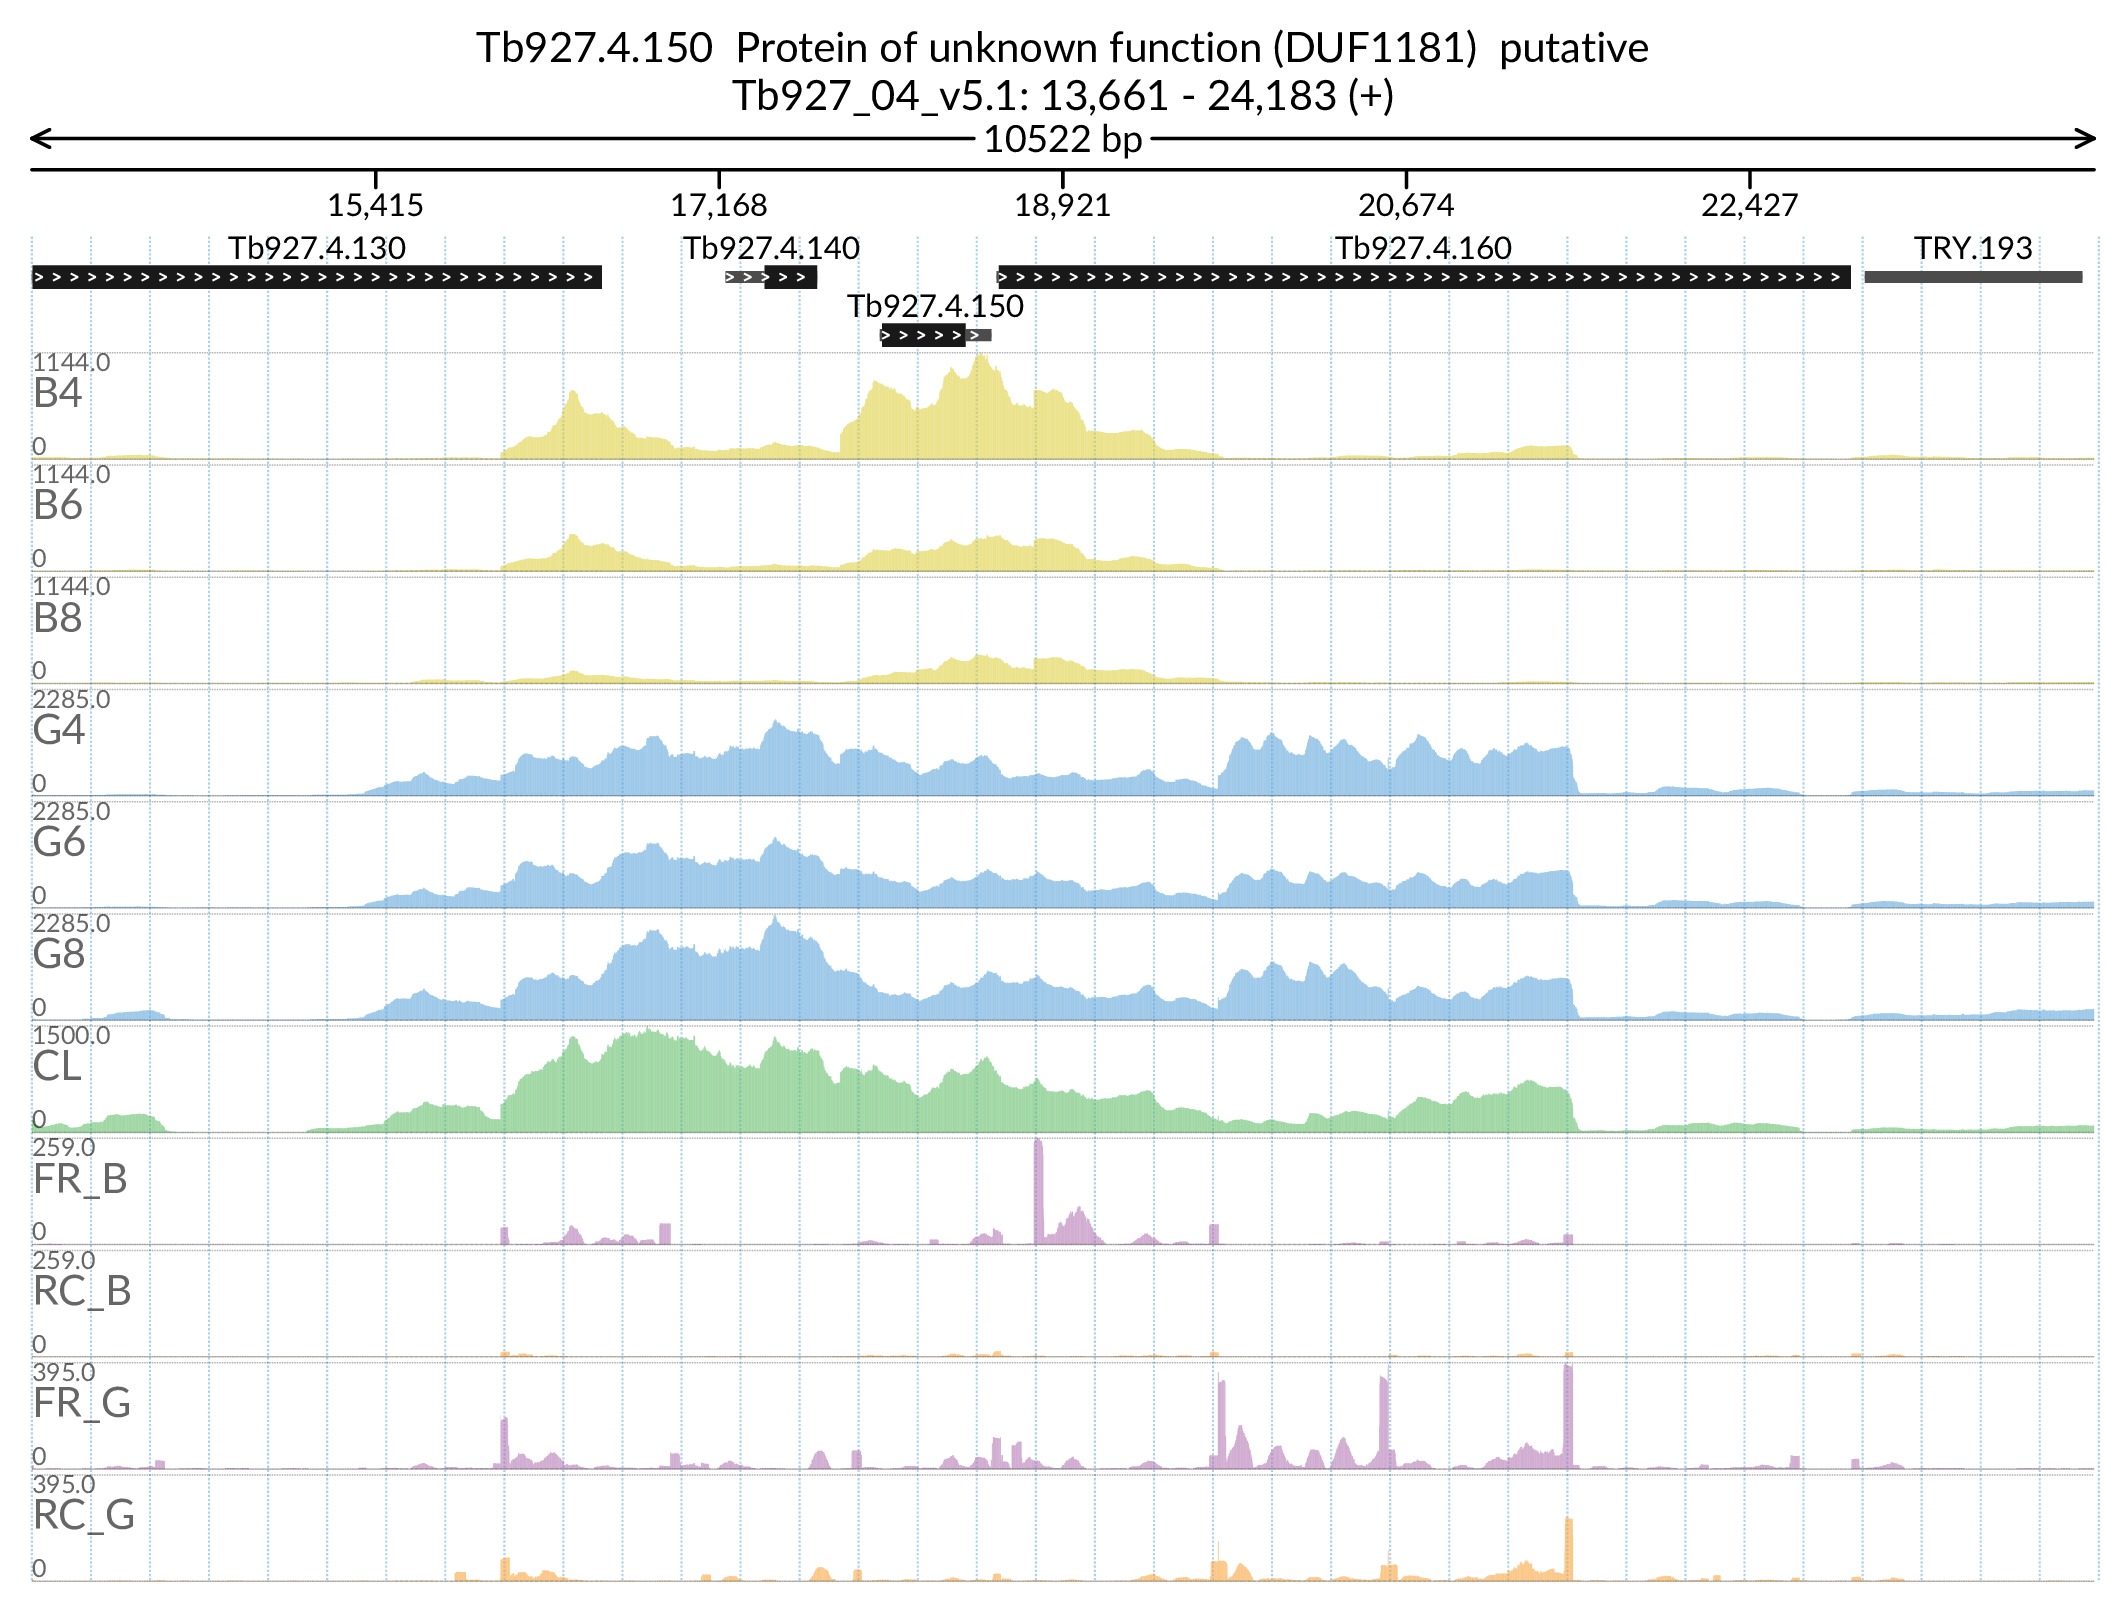 Tb927.4.150  Protein of unknown function (DUF1181)  putative
Tb927_04_v5.1: 13,661 - 24,183 (+)
10522 bp
15,415 17,168 18,921 20,674 22,427
Tb927.4.130 Tb927.4.140 Tb927.4.160 TRY.193
Tb927.4.150
1144.0
B4
0
1144.0
B6
0
1144.0
B8
0
2285.0
G4
0
2285.0
G6
0
2285.0
G8
0
1500.0
CL
0
259.0
FR_B
0
259.0
RC_B
0
395.0
FR_G
0
395.0
RC_G
0